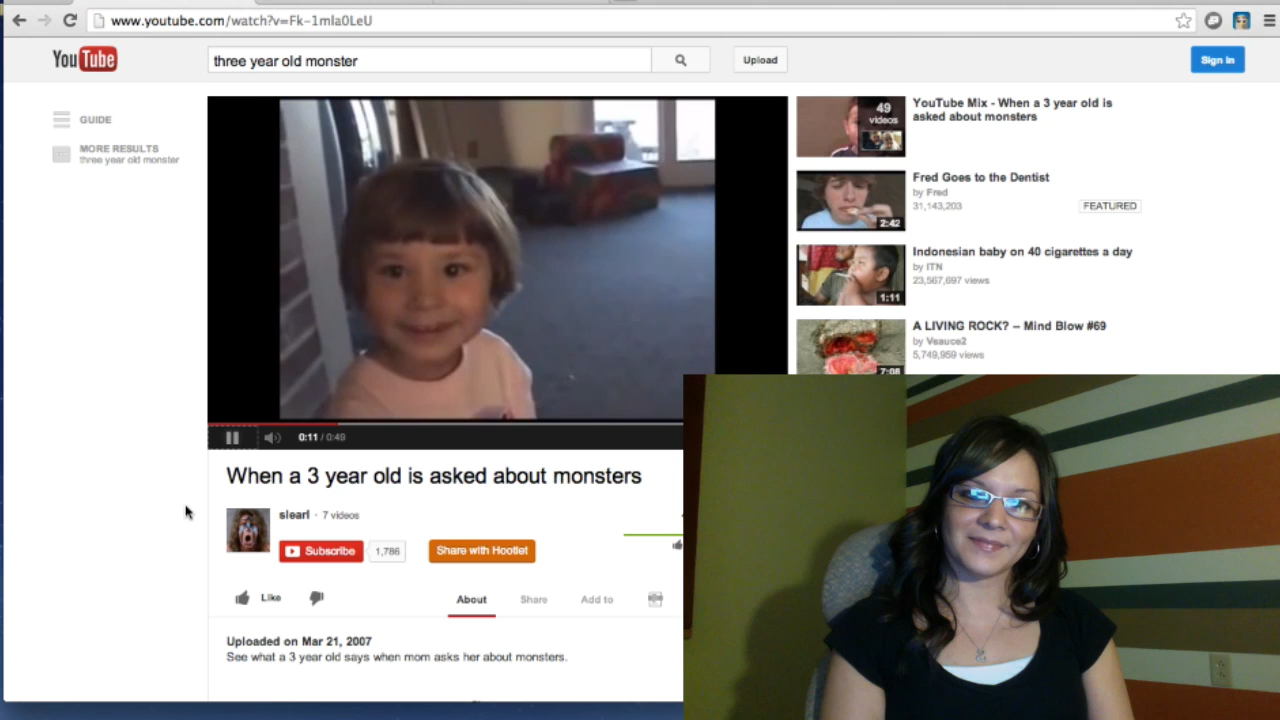 www.youtube.com/watch?v=Fk-1mla0LeU
YouTube
three year old monster
Upload
Sign in
GUIDE
MORE RESULTS
three year old monster
49
videos
YouTube Mix - When a 3 year old is
asked about monsters
Fred Goes to the Dentist
by Fred
31,143,203
FEATURED
2:42
Indonesian baby on 40 cigarettes a day
by ITN
23,567,697 views
1:11
A LIVING ROCK? – Mind Blow #69
by Vsauce2
5,749,959 views
7:08
0:11 / 0:49
When a 3 year old is asked about monsters
slearl · 7 videos
Subscribe
1,786
Share with Hootlet
Like
About
Share
Add to
Uploaded on Mar 21, 2007
See what a 3 year old says when mom asks her about monsters.